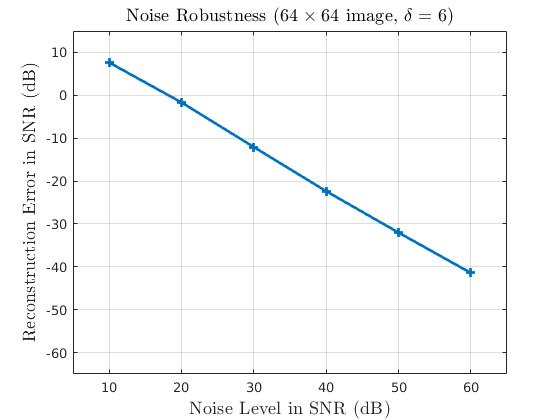 Noise Robustness (64 × 64 image, δ = 6)
Reconstruction Error in SNR (dB)
10
0
-10
-20
-30
-40
-50
-60
10 20 30 40 50 60
Noise Level in SNR (dB)